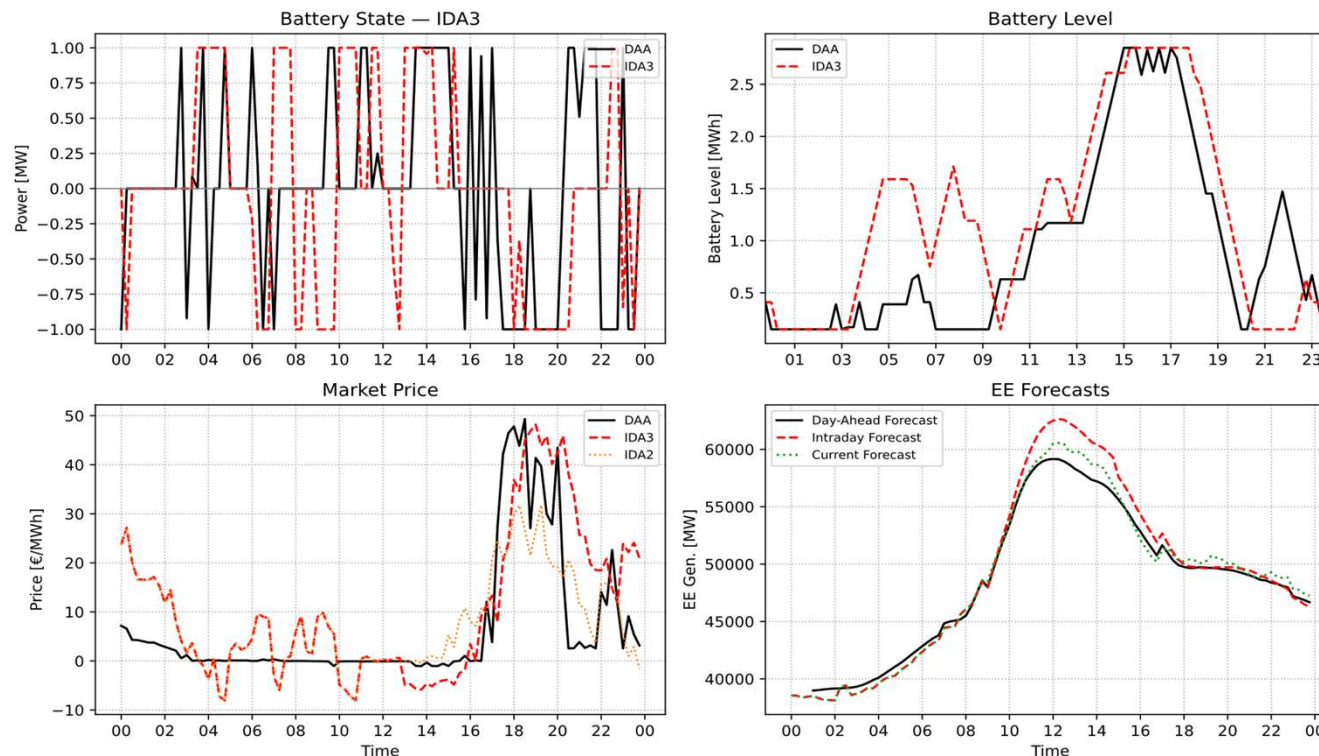 Battery State — IDA3
Power [MW]
1.00
0.75
0.50
0.25
0.00
−0.25
−0.50
−0.75
−1.00
DAA
IDA3
00 02 04 06 08 10 12 14 16 18 20 22 00
Battery Level
Battery Level [MWh]
2.5
2.0
1.5
1.0
0.5
DAA
IDA3
01 03 05 07 09 11 13 15 17 19 21 23
Market Price
Price [€/MWh]
50
40
30
20
10
0
−10
DAA
IDA3
IDA2
00 02 04 06 08 10 12 14 16 18 20 22 00
Time
EE Forecasts
EE Gen. [MW]
60000
55000
50000
45000
40000
Day-Ahead Forecast
Intraday Forecast
Current Forecast
00 02 04 06 08 10 12 14 16 18 20 22 00
Time